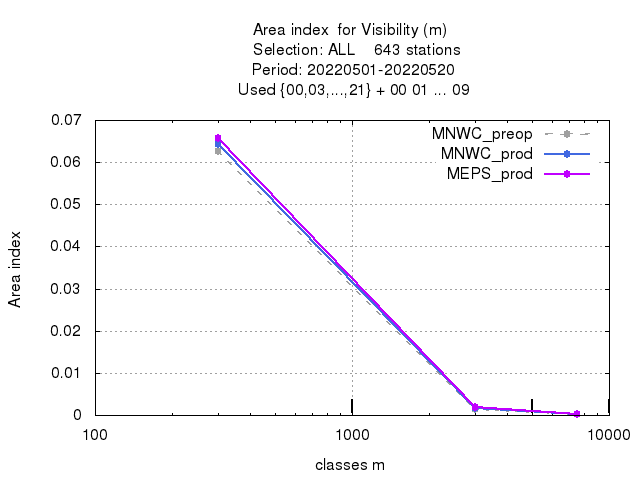 Area index  for Visibility (m)
Selection: ALL    643 stations
Period: 20220501-20220520
Used {00,03,...,21} + 00 01 ... 09
MNWC_preop
MNWC_prod
MEPS_prod
0.07
0.06
0.05
0.04
0.03
0.02
0.01
0
Area index
100
1000
10000
classes m